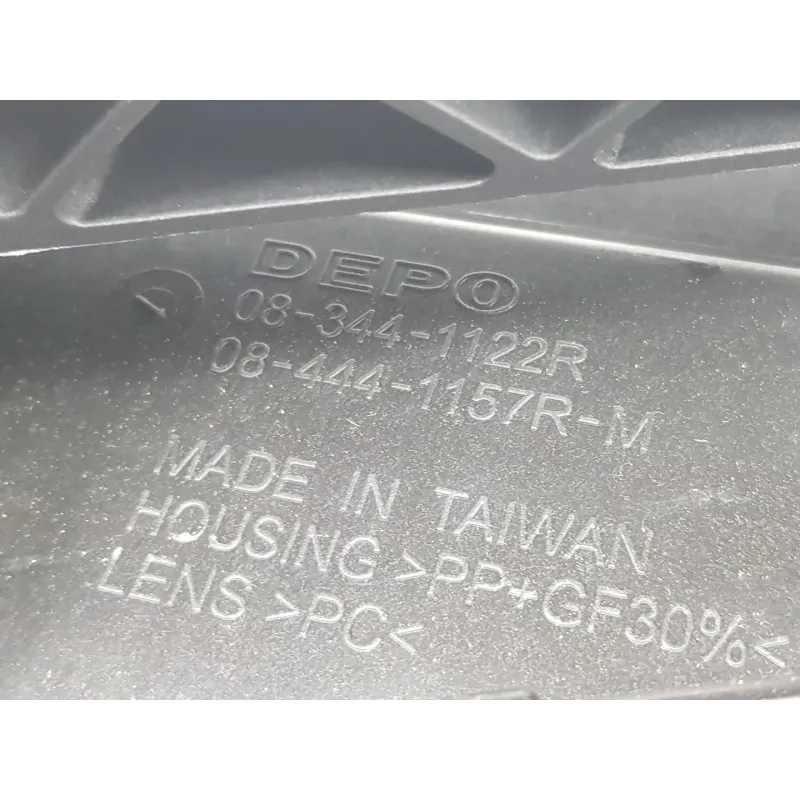 DEPO
08-344-1122R
08-444-1157R-M
MADE IN TAIWAN
HOUSING >PP+GF30%<
LENS >PC<